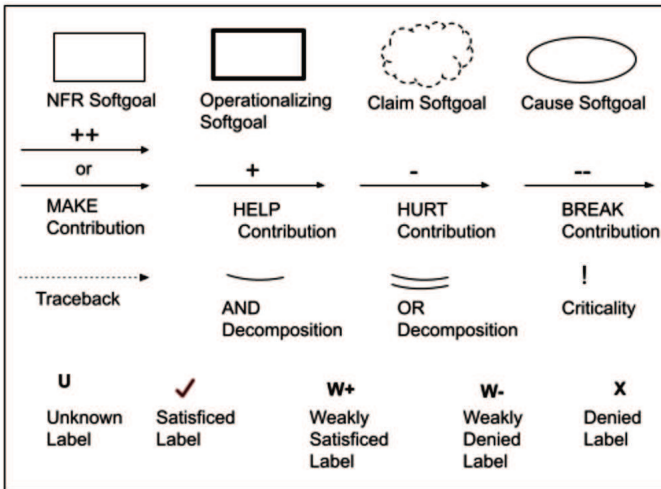 NFR Softgoal
Operationalizing
Softgoal
Claim Softgoal
Cause Softgoal
++
or
MAKE
Contribution
+
HELP
Contribution
-
HURT
Contribution
--
BREAK
Contribution
Traceback
AND
Decomposition
OR
Decomposition
!
Criticality
U
Unknown
Label
✓
Satisficed
Label
W+
Weakly
Satisficed
Label
W-
Weakly
Denied
Label
X
Denied
Label